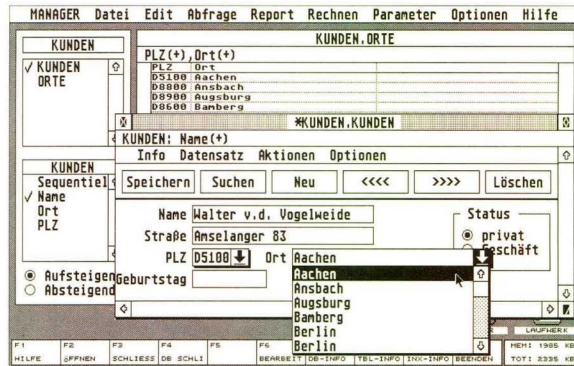 MANAGER Datei Edit Abfrage Report Rechnen Parameter Optionen Hilfe
KUNDEN
✓ KUNDEN
ORTE
KUNDEN.ORTE
PLZ(+),Ort(+)
PLZ Ort
D5100 Aachen
D8800 Ansbach
D8900 Augsburg
D8600 Bamberg
*KUNDEN.KUNDEN
KUNDEN: Name(+)
Info Datensatz Aktionen Optionen
Speichern Suchen Neu <<<< >>>> Löschen
KUNDEN
Sequentiel
✓ Name
Ort
PLZ
Aufsteigen
Absteigend
Name Walter v.d. Vogelweide
Straße Amselanger 83
PLZ D5100 Ort Aachen
Geburtstag
Status
privat
Geschäft
Aachen
Ansbach
Augsburg
Bamberg
Berlin
Berlin
LAUFWERK
F1 F2 F3 F4 F5 F6
HILFE ÖFFNEN SCHLIESS DB SCHLI BEARBEIT DB-INFO TBL-INFO INX-INFO BEENDEN
MEM: 1985 KB
TOT: 2335 KB